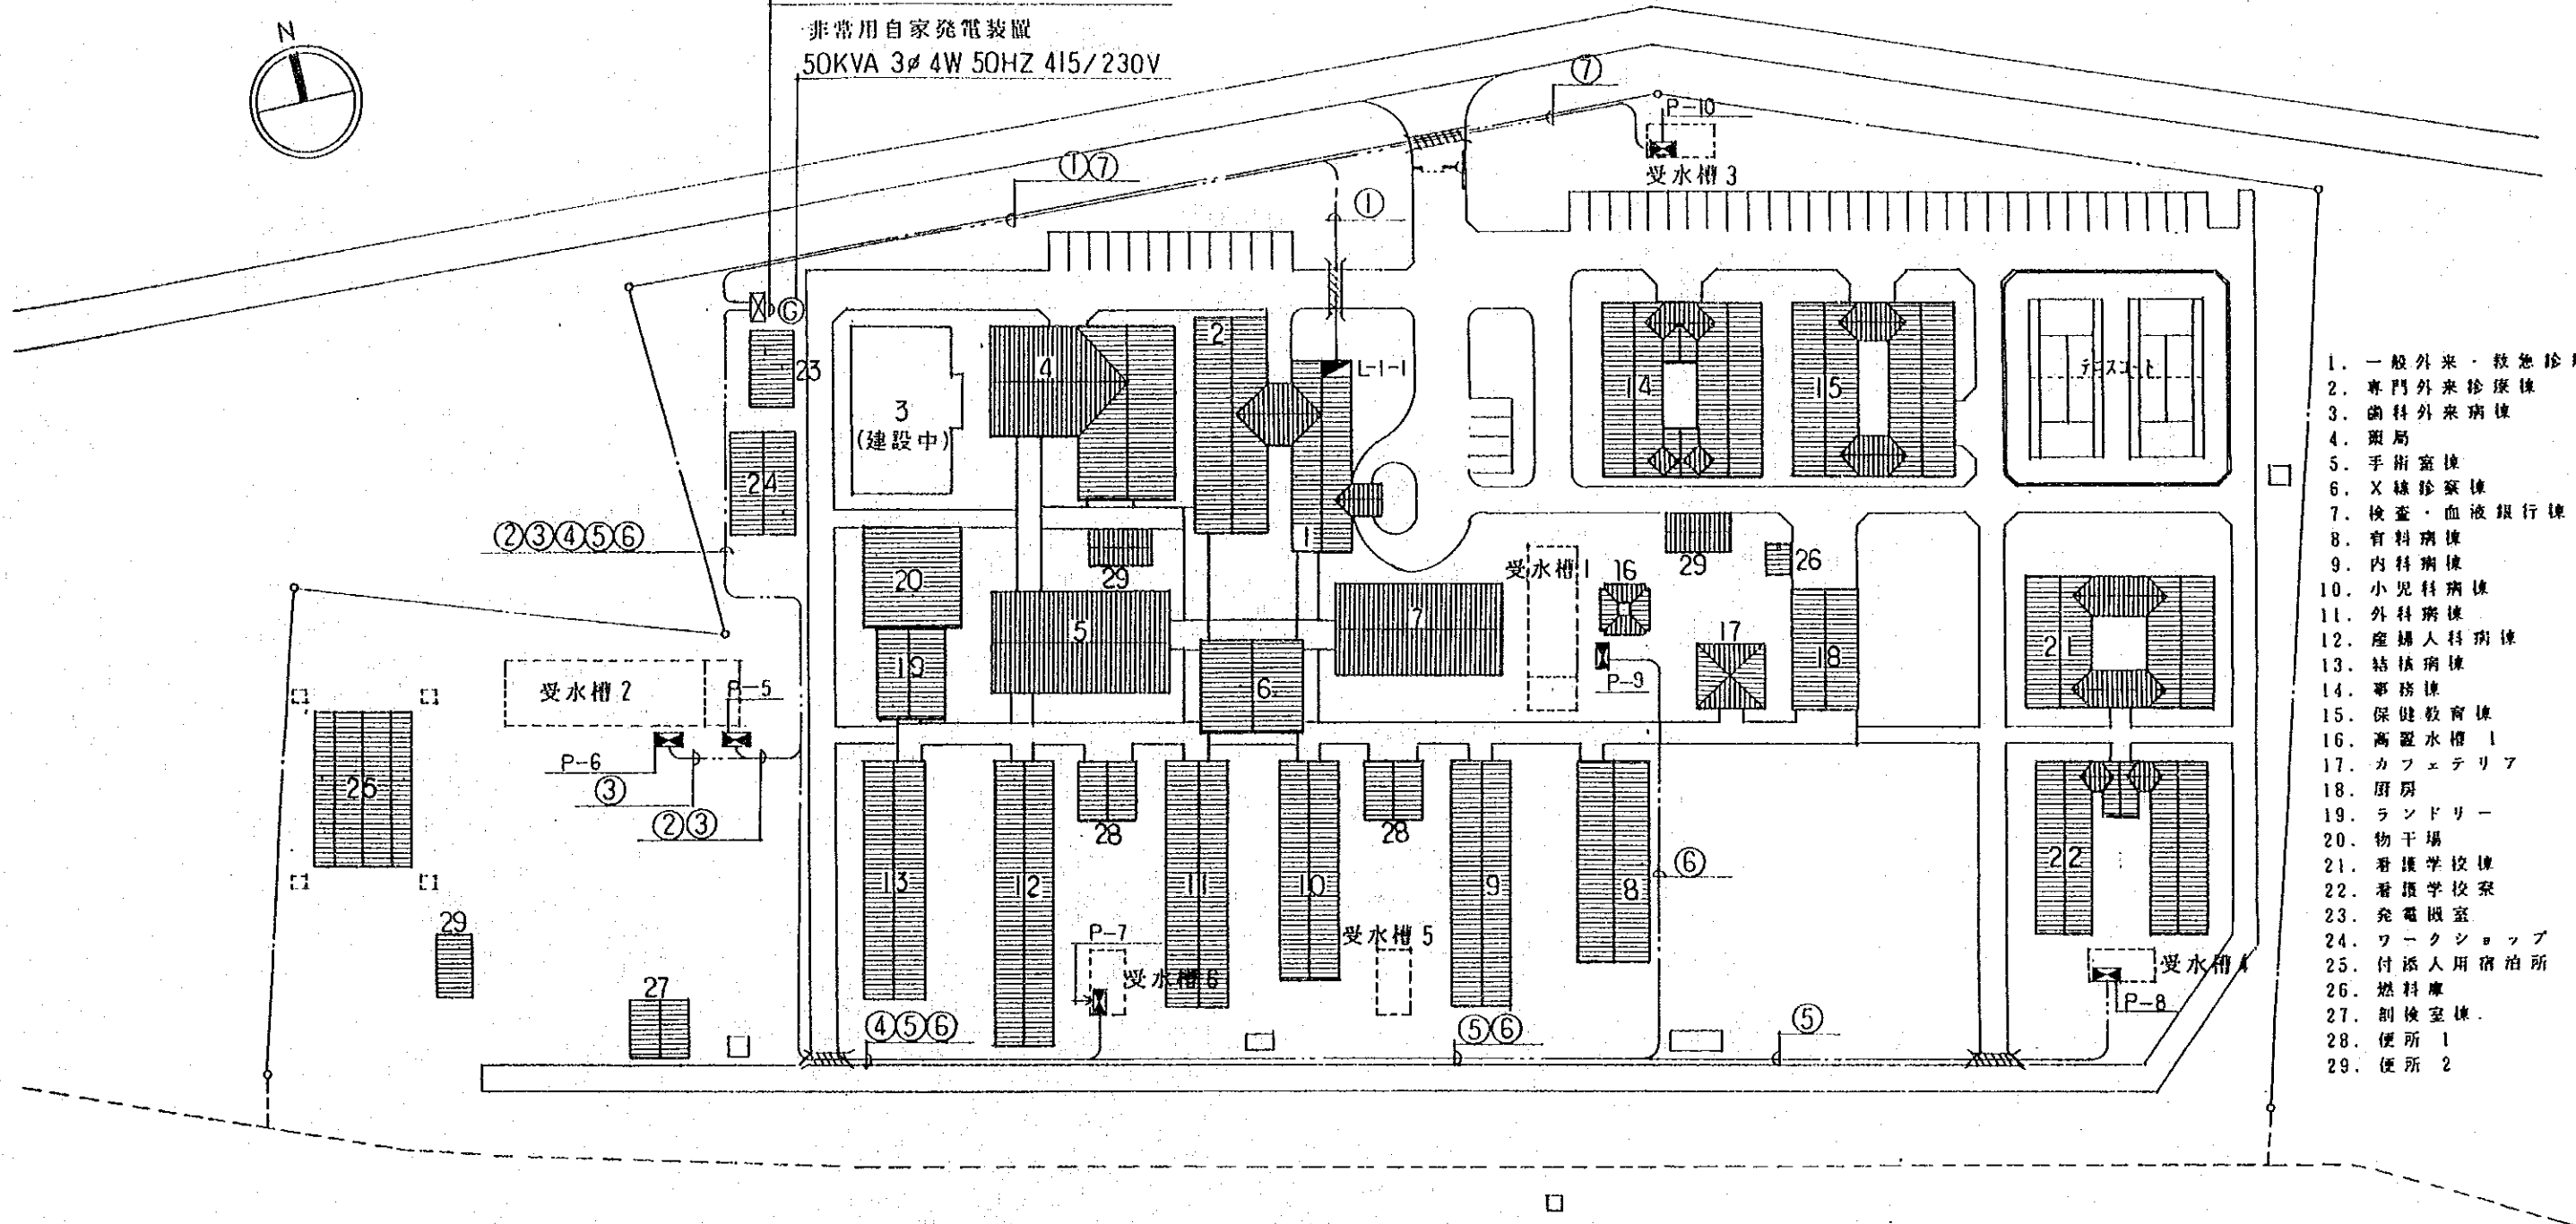 N
非常用自家発電装置
50KVA 3ø 4W 50HZ 415/230V
⑦
P-10
受水槽 3
①⑦
①
G
23
3
(建設中)
4
2
L-1-1
14
15
テニスコート
24
②③④⑤⑥
1
20
29
受水槽 1
16
29
26
5
7
17
19
6
18
21
P-9
受水槽 2
P-5
P-6
③
②③
25
28
28
13
12
11
10
9
8
⑥
22
29
P-7
受水槽 6
受水槽 5
受水槽 4
P-8
27
④⑤⑥
⑤⑥
⑤
1. 一般外来・救急診
2. 専門外来診療棟
3. 歯科外来病棟
4. 薬局
5. 手術室棟
6. X線診察棟
7. 検査・血液銀行棟
8. 有料病棟
9. 内科病棟
10. 小児科病棟
11. 外科病棟
12. 産婦人科病棟
13. 結核病棟
14. 事務棟
15. 保健教育棟
16. 高置水槽 1
17. カフェテリア
18. 厨房
19. ランドリー
20. 物干場
21. 看護学校棟
22. 看護学校寮
23. 発電機室
24. ワークショップ
25. 付添人用宿泊所
26. 燃料庫
27. 剖検室棟.
28. 便所 1
29. 便所 2